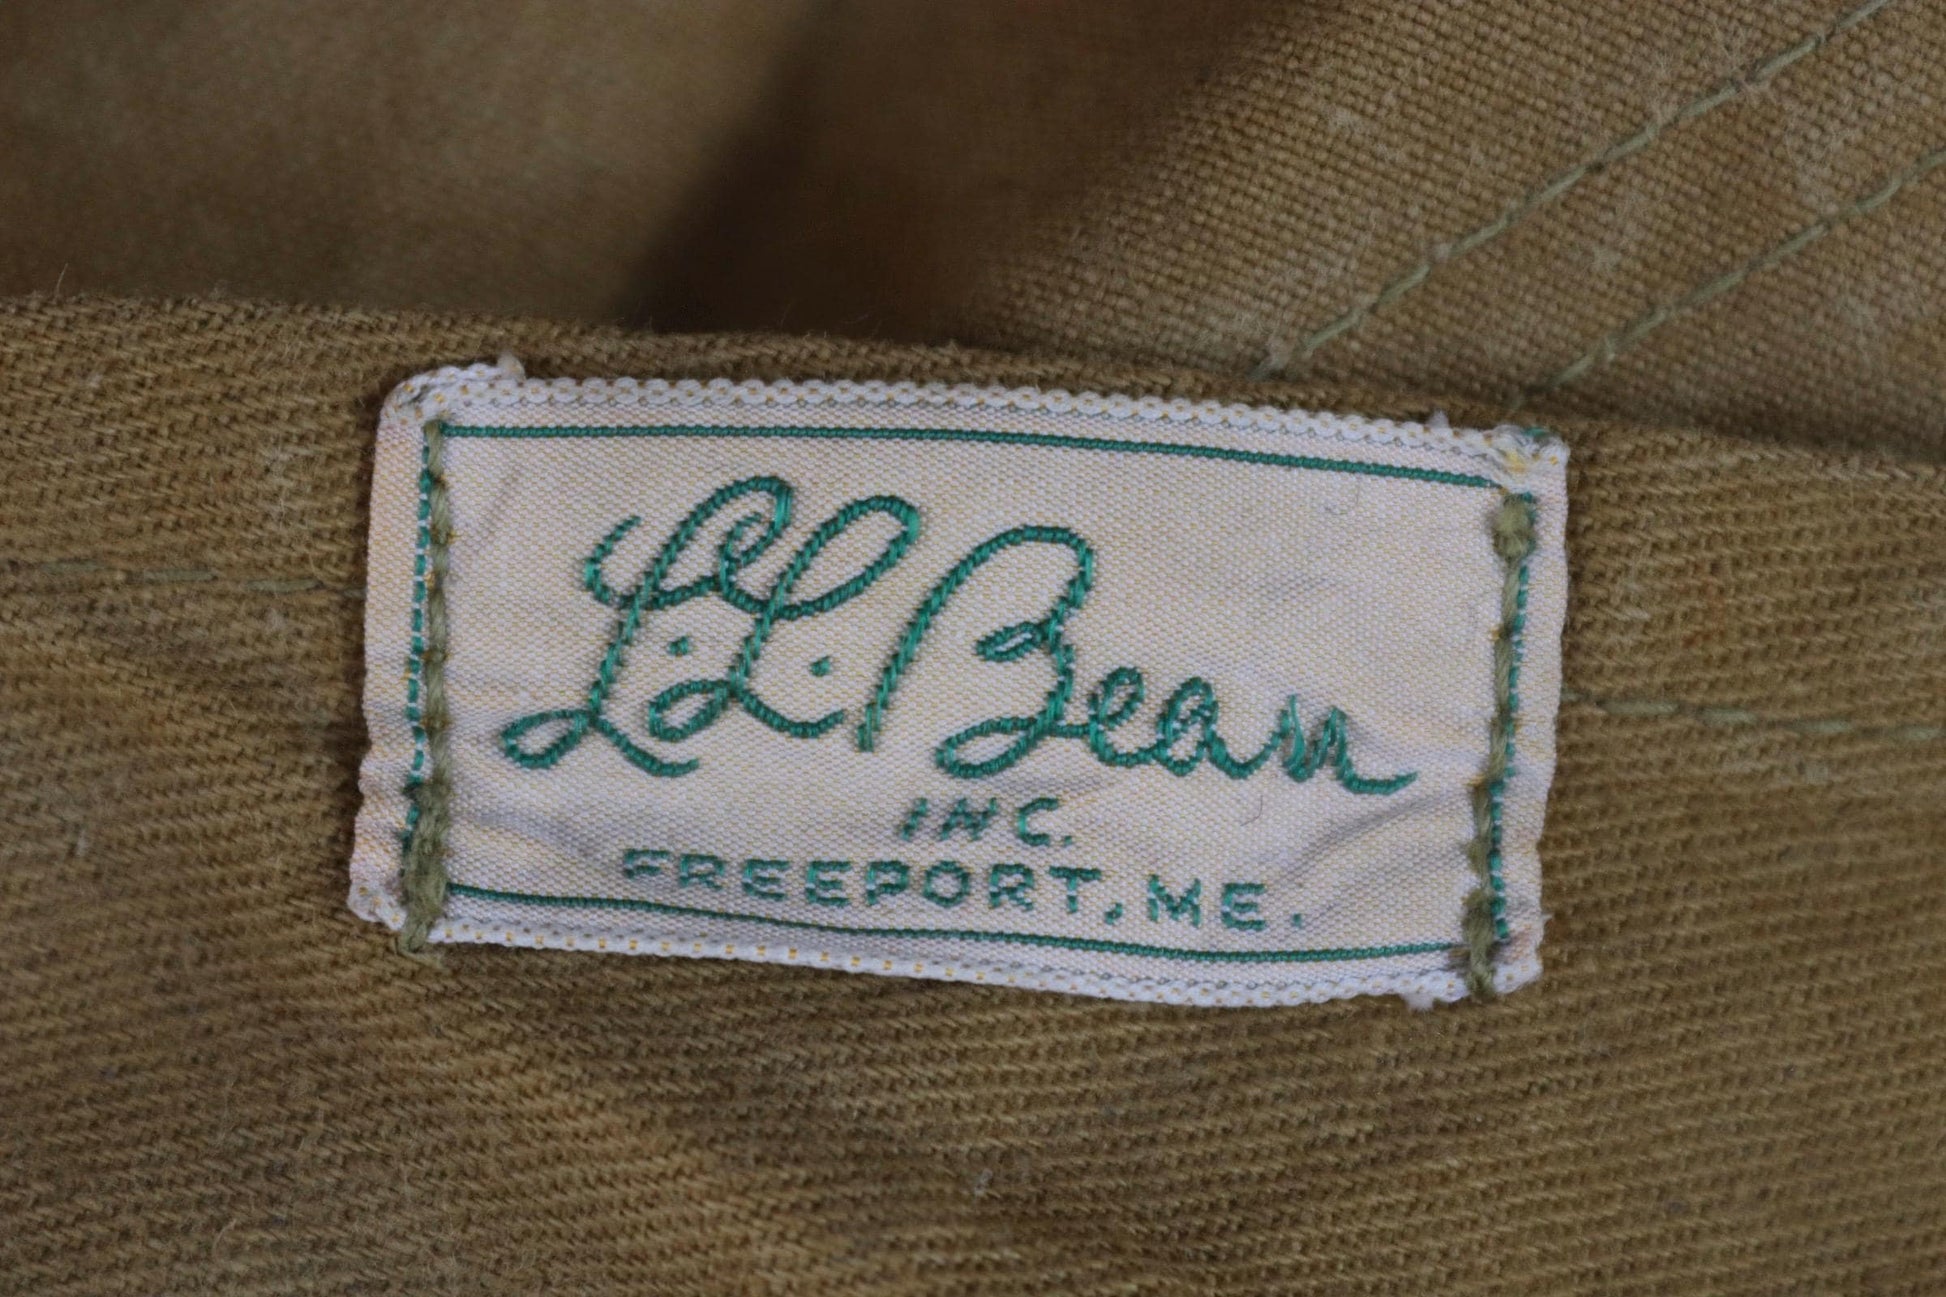 L.L.Bean
INC.
FREEPORT, ME.